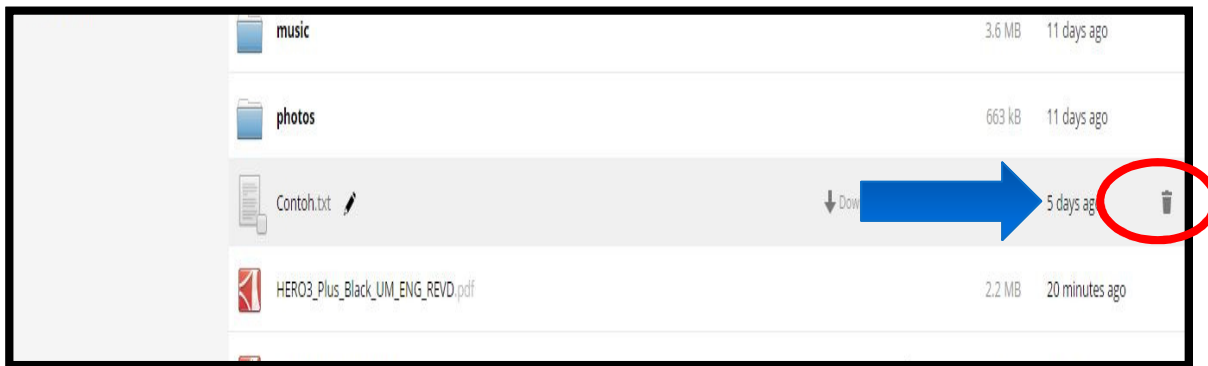 music 3.6 MB 11 days ago
photos 663 kB 11 days ago
Contoh.txt 5 days
HERO3_Plus_Black_UM_ENG_REVD.pdf 2.2 MB 20 minutes ago